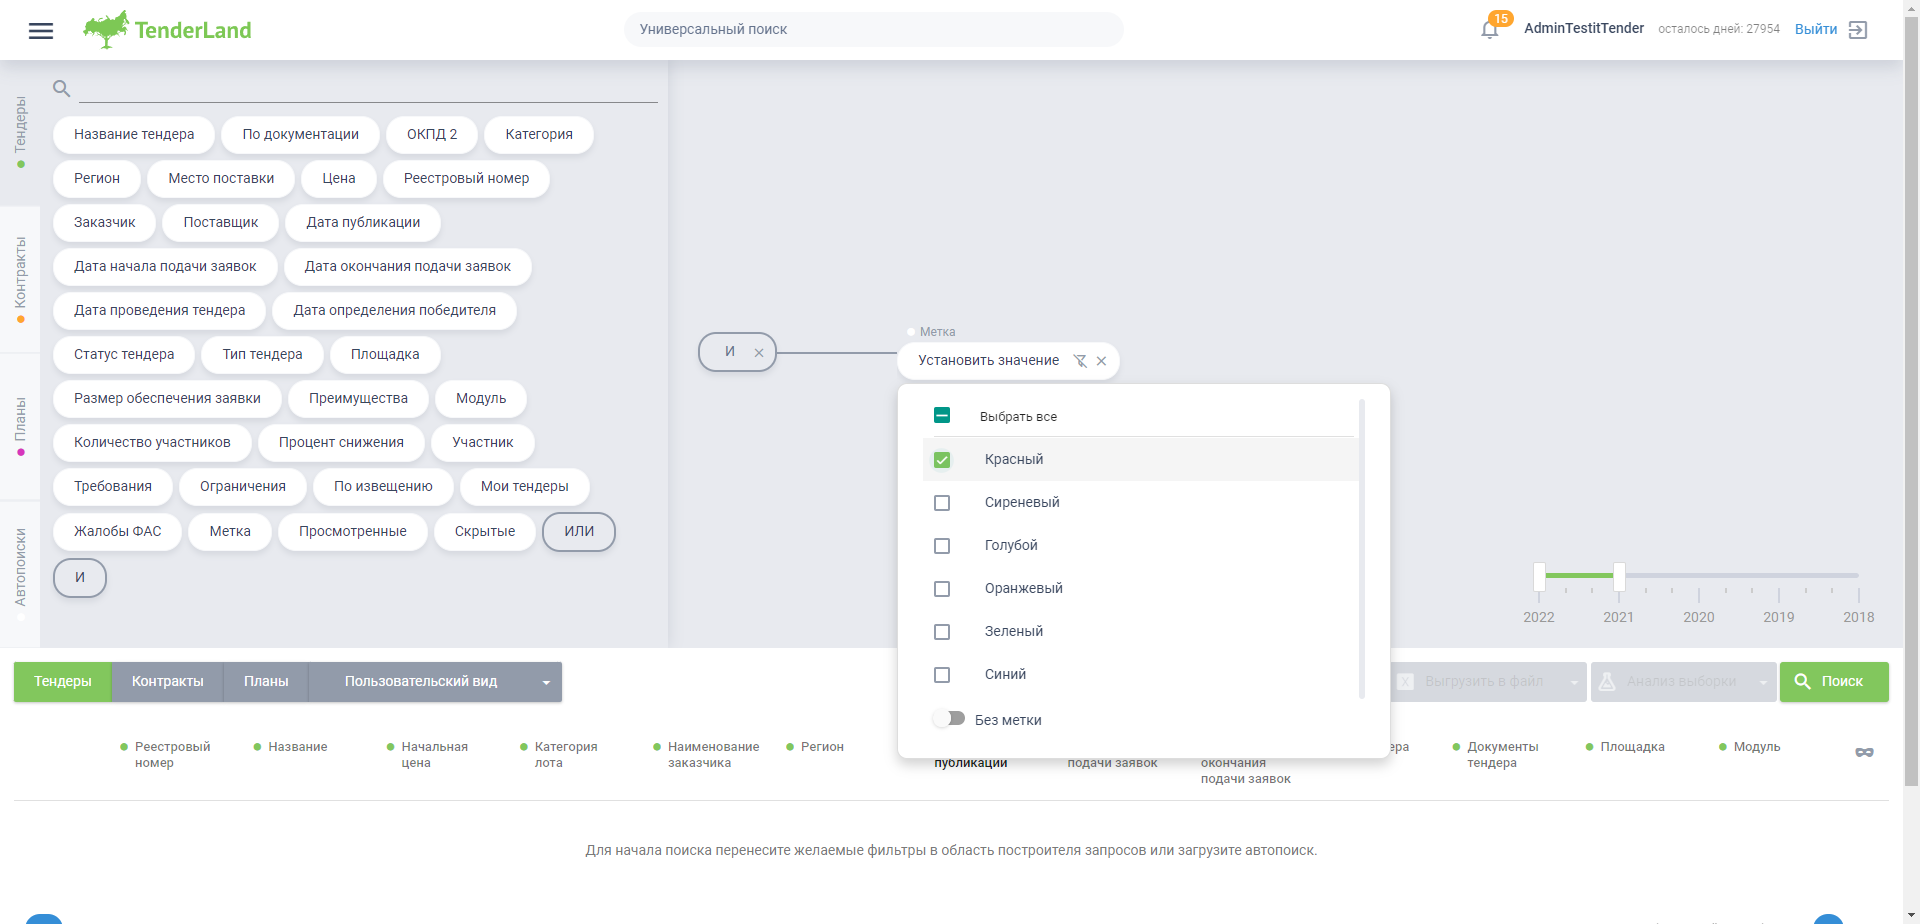 TenderLand
Универсальный поиск
15
AdminTestitTender
осталось дней: 27954
Выйти
Тендеры
Контракты
Планы
Автопоиски
Название тендера
По документации
ОКПД 2
Категория
Регион
Место поставки
Цена
Реестровый номер
Заказчик
Поставщик
Дата публикации
Дата начала подачи заявок
Дата окончания подачи заявок
Дата проведения тендера
Дата определения победителя
Статус тендера
Тип тендера
Площадка
Размер обеспечения заявки
Преимущества
Модуль
Количество участников
Процент снижения
Участник
Требования
Ограничения
По извещению
Мои тендеры
Жалобы ФАС
Метка
Просмотренные
Скрытые
ИЛИ
И
И
Метка
Установить значение
Выбрать все
Красный
Сиреневый
Голубой
Оранжевый
Зеленый
Синий
Без метки
2022
2021
2020
2019
2018
Тендеры
Контракты
Планы
Пользовательский вид
Выгрузить в файл
Анализ выборки
Поиск
Реестровый
номер
Название
Начальная
цена
Категория
лота
Наименование
заказчика
Регион
публикации
подачи заявок
окончания
подачи заявок
ера
Документы
тендера
Площадка
Модуль
Для начала поиска перенесите желаемые фильтры в область построителя запросов или загрузите автопоиск.